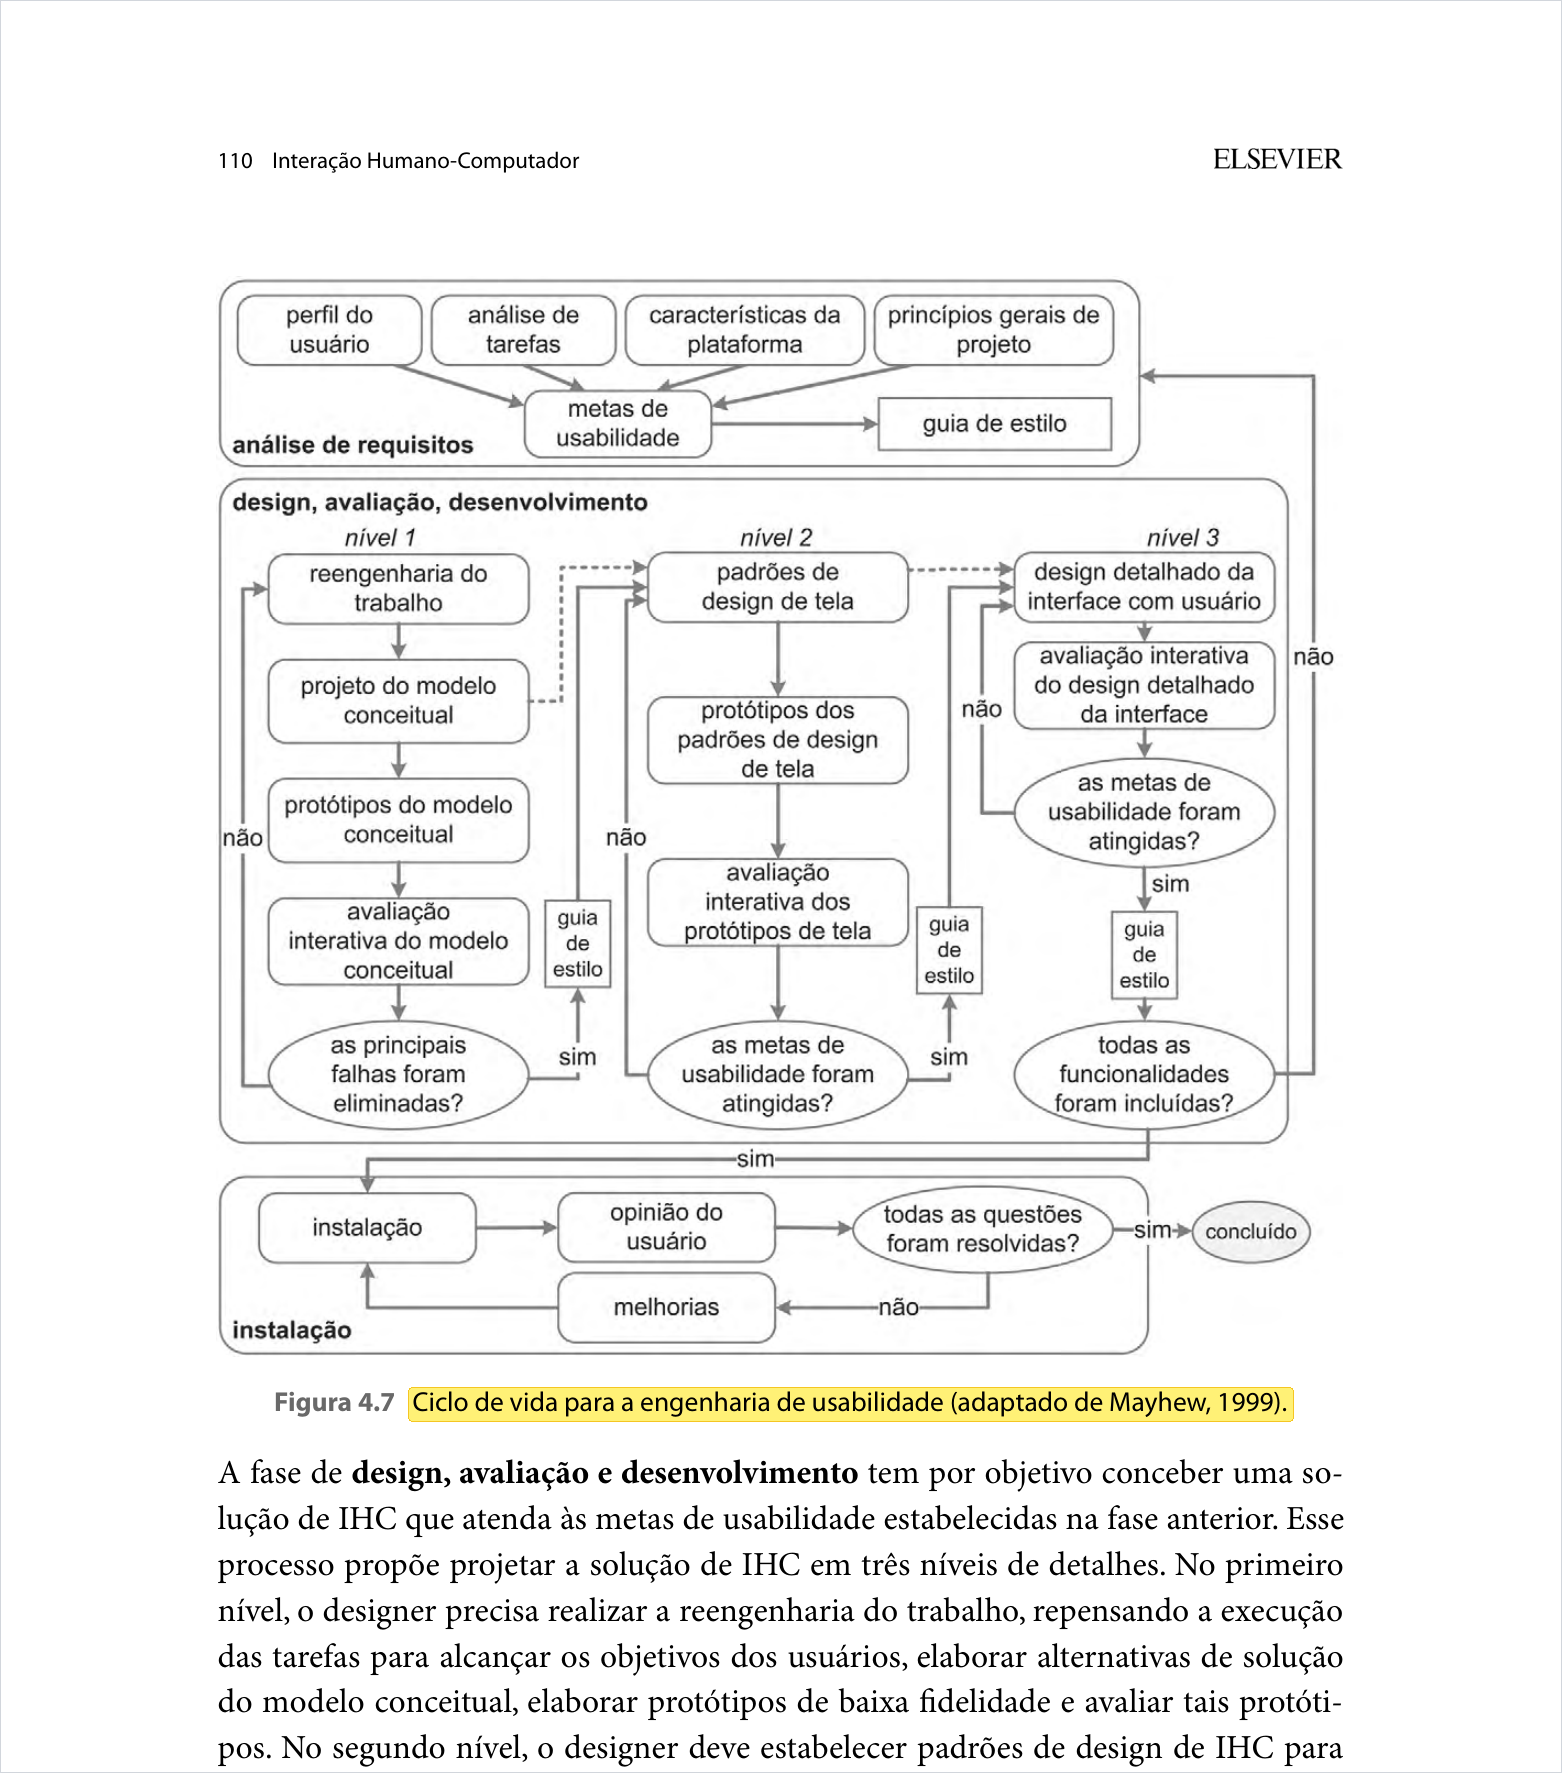 110 Interação Humano-Computador
ELSEVIER
perfil do
usuário
análise de
tarefas
características da
plataforma
princípios gerais de
projeto
metas de
usabilidade
guia de estilo
análise de requisitos
design, avaliação, desenvolvimento
nível 1
reengenharia do
trabalho
projeto do modelo
conceitual
protótipos do modelo
conceitual
não
avaliação
interativa do modelo
conceitual
as principais
falhas foram
eliminadas?
sim
guia
de
estilo
nível 2
padrões de
design de tela
protótipos dos
padrões de design
de tela
não
avaliação
interativa dos
protótipos de tela
as metas de
usabilidade foram
atingidas?
sim
guia
de
estilo
nível 3
design detalhado da
interface com usuário
avaliação interativa
do design detalhado
da interface
não
as metas de
usabilidade foram
atingidas?
sim
guia
de
estilo
todas as
funcionalidades
foram incluídas?
não
sim
instalação
opinião do
usuário
todas as questões
foram resolvidas?
sim
concluído
não
melhorias
instalação
Figura 4.7 Ciclo de vida para a engenharia de usabilidade (adaptado de Mayhew, 1999).
A fase de design, avaliação e desenvolvimento tem por objetivo conceber uma so-
lução de IHC que atenda às metas de usabilidade estabelecidas na fase anterior. Esse
processo propõe projetar a solução de IHC em três níveis de detalhes. No primeiro
nível, o designer precisa realizar a reengenharia do trabalho, repensando a execução
das tarefas para alcançar os objetivos dos usuários, elaborar alternativas de solução
do modelo conceitual, elaborar protótipos de baixa fidelidade e avaliar tais protóti-
pos. No segundo nível, o designer deve estabelecer padrões de design de IHC para